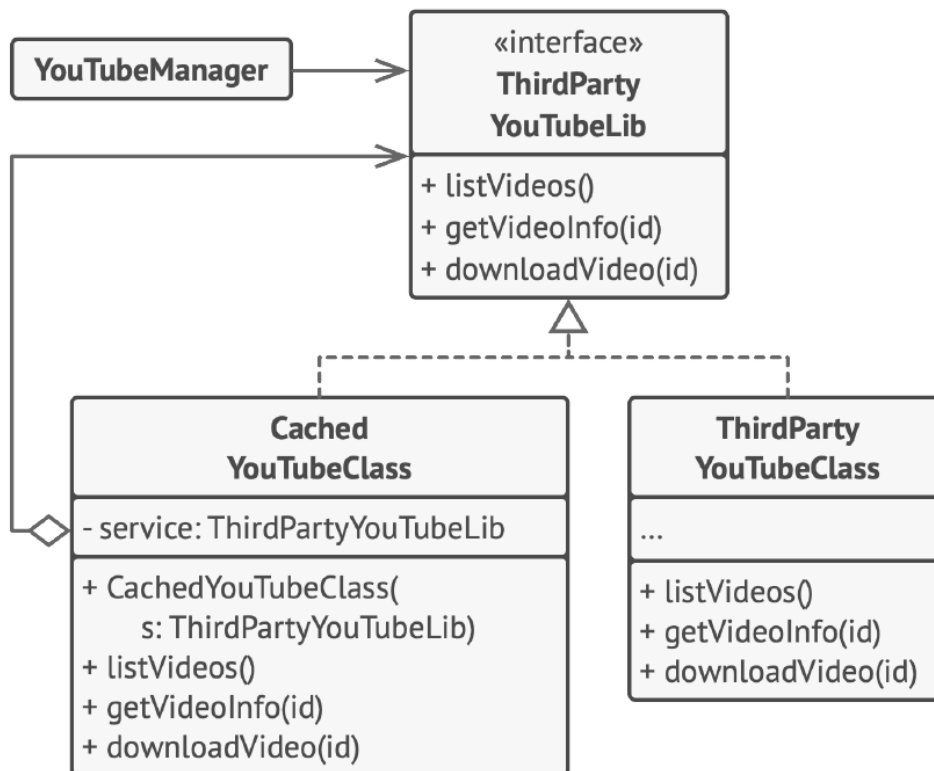 YouTubeManager
«interface»
ThirdParty
YouTubeLib
+ listVideos()
+ getVideoInfo(id)
+ downloadVideo(id)
Cached
YouTubeClass
- service: ThirdPartyYouTubeLib
+ CachedYouTubeClass(
s: ThirdPartyYouTubeLib)
+ listVideos()
+ getVideoInfo(id)
+ downloadVideo(id)
ThirdParty
YouTubeClass
...
+ listVideos()
+ getVideoInfo(id)
+ downloadVideo(id)